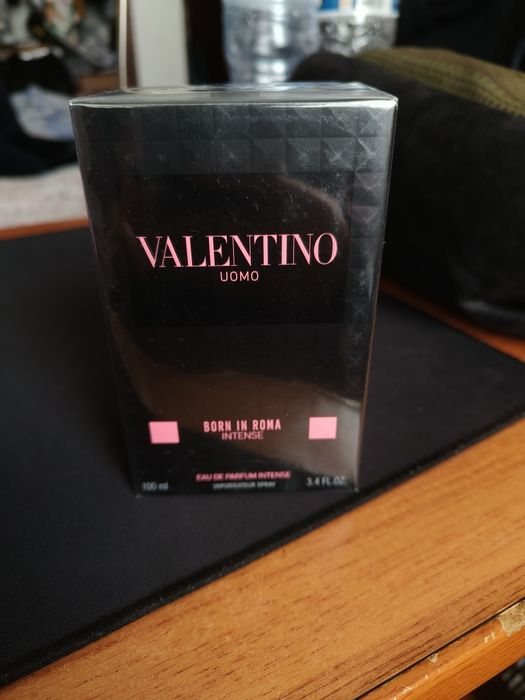 VALENTINO
UOMO
BORN IN ROMA
INTENSE
EAU DE PARFUM INTENSE
VAPORISATEUR SPRAY
100 ml
3.4 FL.OZ.